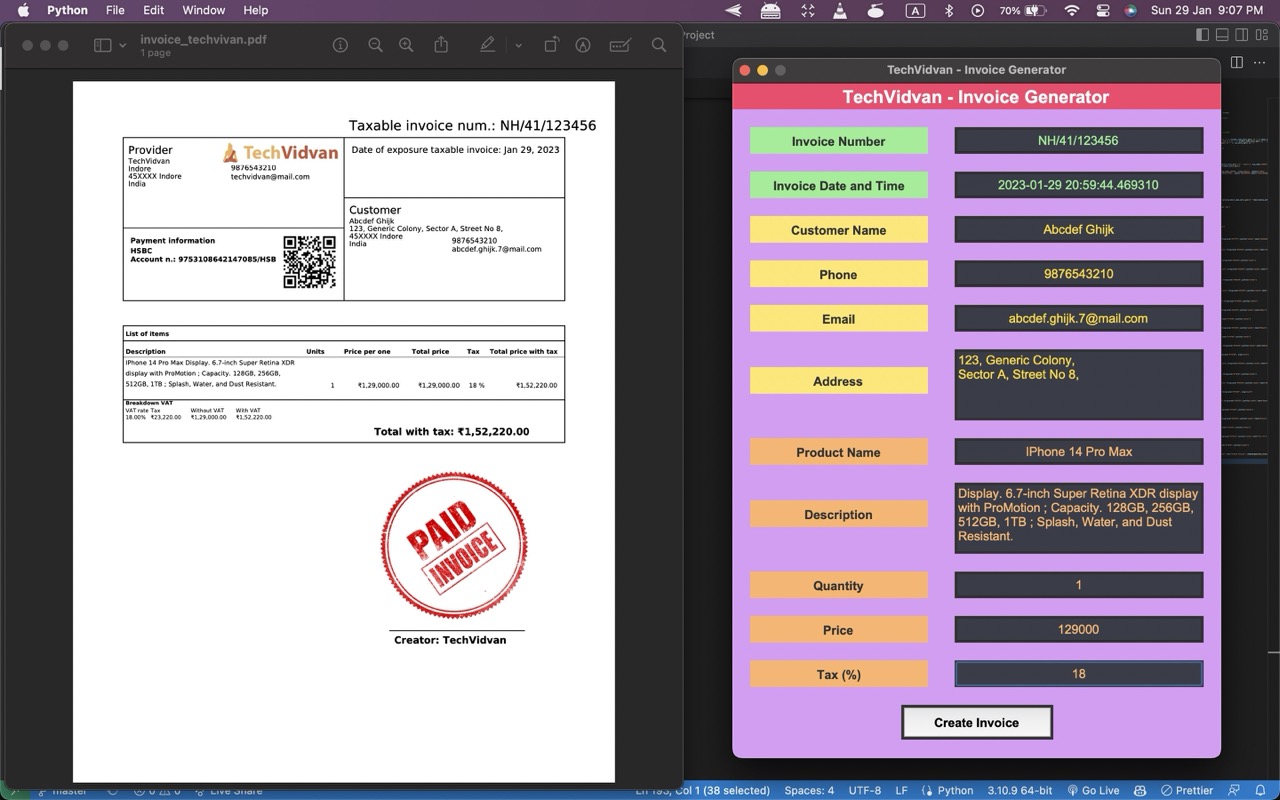 Python File Edit Window Help
A 70% Sun 29 Jan 9:07 PM
invoice_techvivan.pdf
1 page
Taxable invoice num.: NH/41/123456
Provider
TechVidvan
TechVidvan
Indore
45XXXX Indore
India
9876543210
techvidvan@mail.com
Date of exposure taxable invoice: Jan 29, 2023
Customer
Abcdef Ghijk
123, Generic Colony, Sector A, Street No 8,
45XXXX Indore
India
9876543210
abcdef.ghijk.7@mail.com
Payment information
HSBC
Account n.: 9753108642147085/HSB
List of items
Description Units Price per one Total price Tax Total price with tax
IPhone 14 Pro Max Display. 6.7-inch Super Retina XDR
display with ProMotion ; Capacity. 128GB, 256GB,
512GB, 1TB ; Splash, Water, and Dust Resistant. 1 ₹1,29,000.00 ₹1,29,000.00 18 % ₹1,52,220.00
Breakdown VAT
VAT rate Tax Without VAT With VAT
18.00% ₹23,220.00 ₹1,29,000.00 ₹1,52,220.00
Total with tax: ₹1,52,220.00
PAID
INVOICE
Creator: TechVidvan
roject
TechVidvan - Invoice Generator
TechVidvan - Invoice Generator
Invoice Number NH/41/123456
Invoice Date and Time 2023-01-29 20:59:44.469310
Customer Name Abcdef Ghijk
Phone 9876543210
Email abcdef.ghijk.7@mail.com
Address
123, Generic Colony,
Sector A, Street No 8,
Product Name IPhone 14 Pro Max
Description
Display. 6.7-inch Super Retina XDR display
with ProMotion ; Capacity. 128GB, 256GB,
512GB, 1TB ; Splash, Water, and Dust
Resistant.
Quantity 1
Price 129000
Tax (%) 18
Create Invoice
master 0 0 Live Share Ln 193, Col 1 (38 selected) Spaces: 4 UTF-8 LF Python 3.10.9 64-bit Go Live Prettier